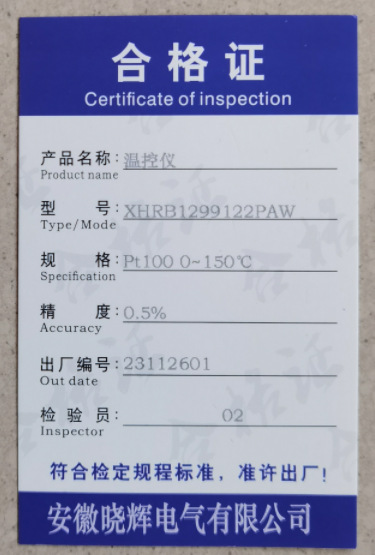 合格证
Certificate of inspection
产品名称：温控仪
Product name
型 号：XHRB1299122PAW
Type/Mode
规 格：Pt100 0~150℃
Specification
精 度：0.5%
Accuracy
出厂编号：23112601
Out date
检 验 员：02
Inspector
符合检定规程标准，准许出厂！
安徽晓辉电气有限公司